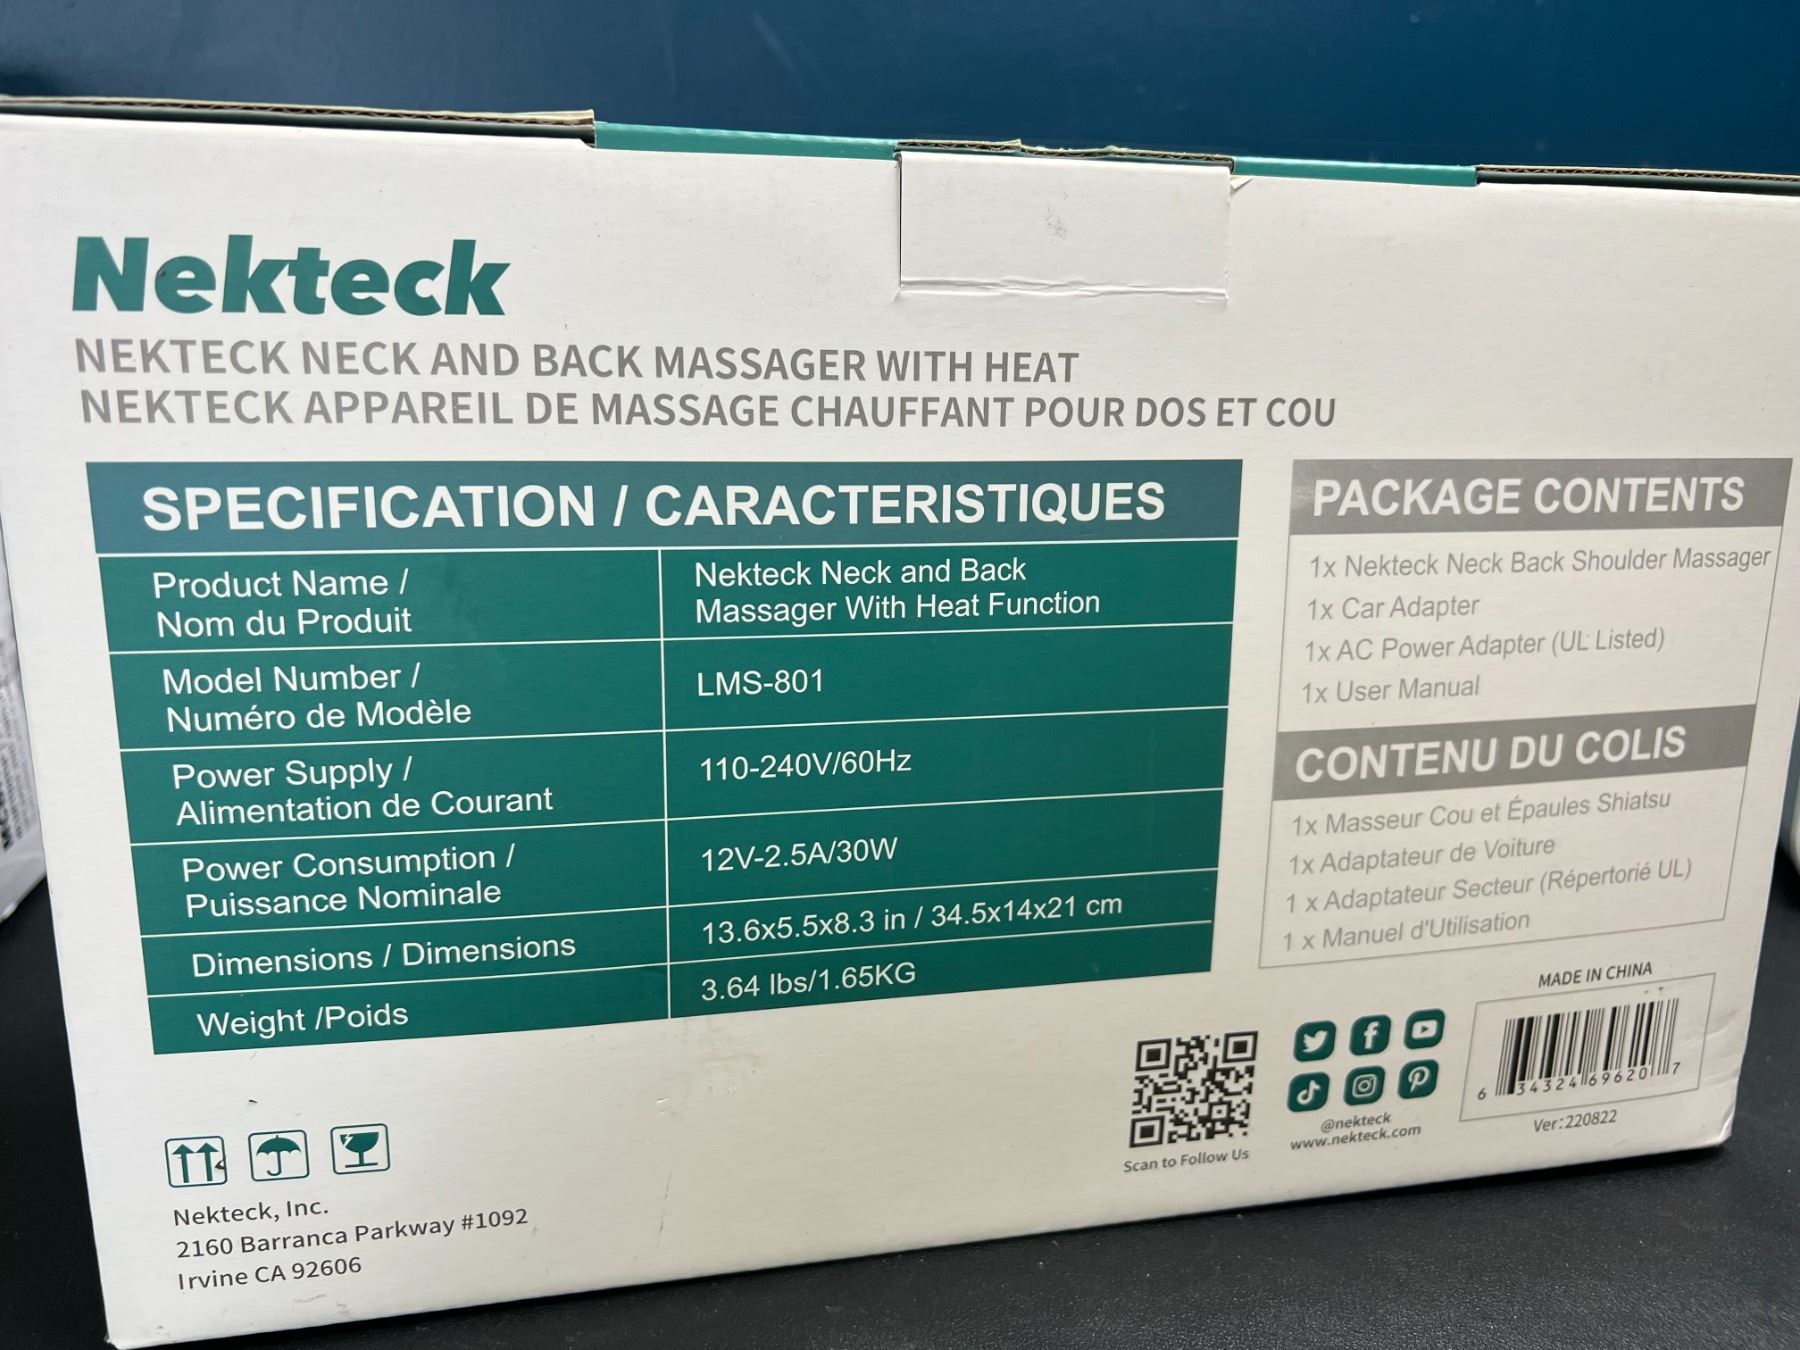 Nekteck
NEKTECK NECK AND BACK MASSAGER WITH HEAT
NEKTECK APPAREIL DE MASSAGE CHAUFFANT POUR DOS ET COU
SPECIFICATION / CARACTERISTIQUES
Product Name /
Nom du Produit
Nekteck Neck and Back
Massager With Heat Function
Model Number /
Numéro de Modèle
LMS-801
Power Supply /
Alimentation de Courant
110-240V/60Hz
Power Consumption /
Puissance Nominale
12V-2.5A/30W
Dimensions / Dimensions
13.6x5.5x8.3 in / 34.5x14x21 cm
Weight /Poids
3.64 lbs/1.65KG
PACKAGE CONTENTS
1x Nekteck Neck Back Shoulder Massager
1x Car Adapter
1x AC Power Adapter (UL Listed)
1x User Manual
CONTENU DU COLIS
1x Masseur Cou et Épaules Shiatsu
1x Adaptateur de Voiture
1 x Adaptateur Secteur (Répertorié UL)
1 x Manuel d'Utilisation
MADE IN CHINA
6 34324 69620 7
Ver:220822
@nekteck
www.nekteck.com
Scan to Follow Us
Nekteck, Inc.
2160 Barranca Parkway #1092
Irvine CA 92606